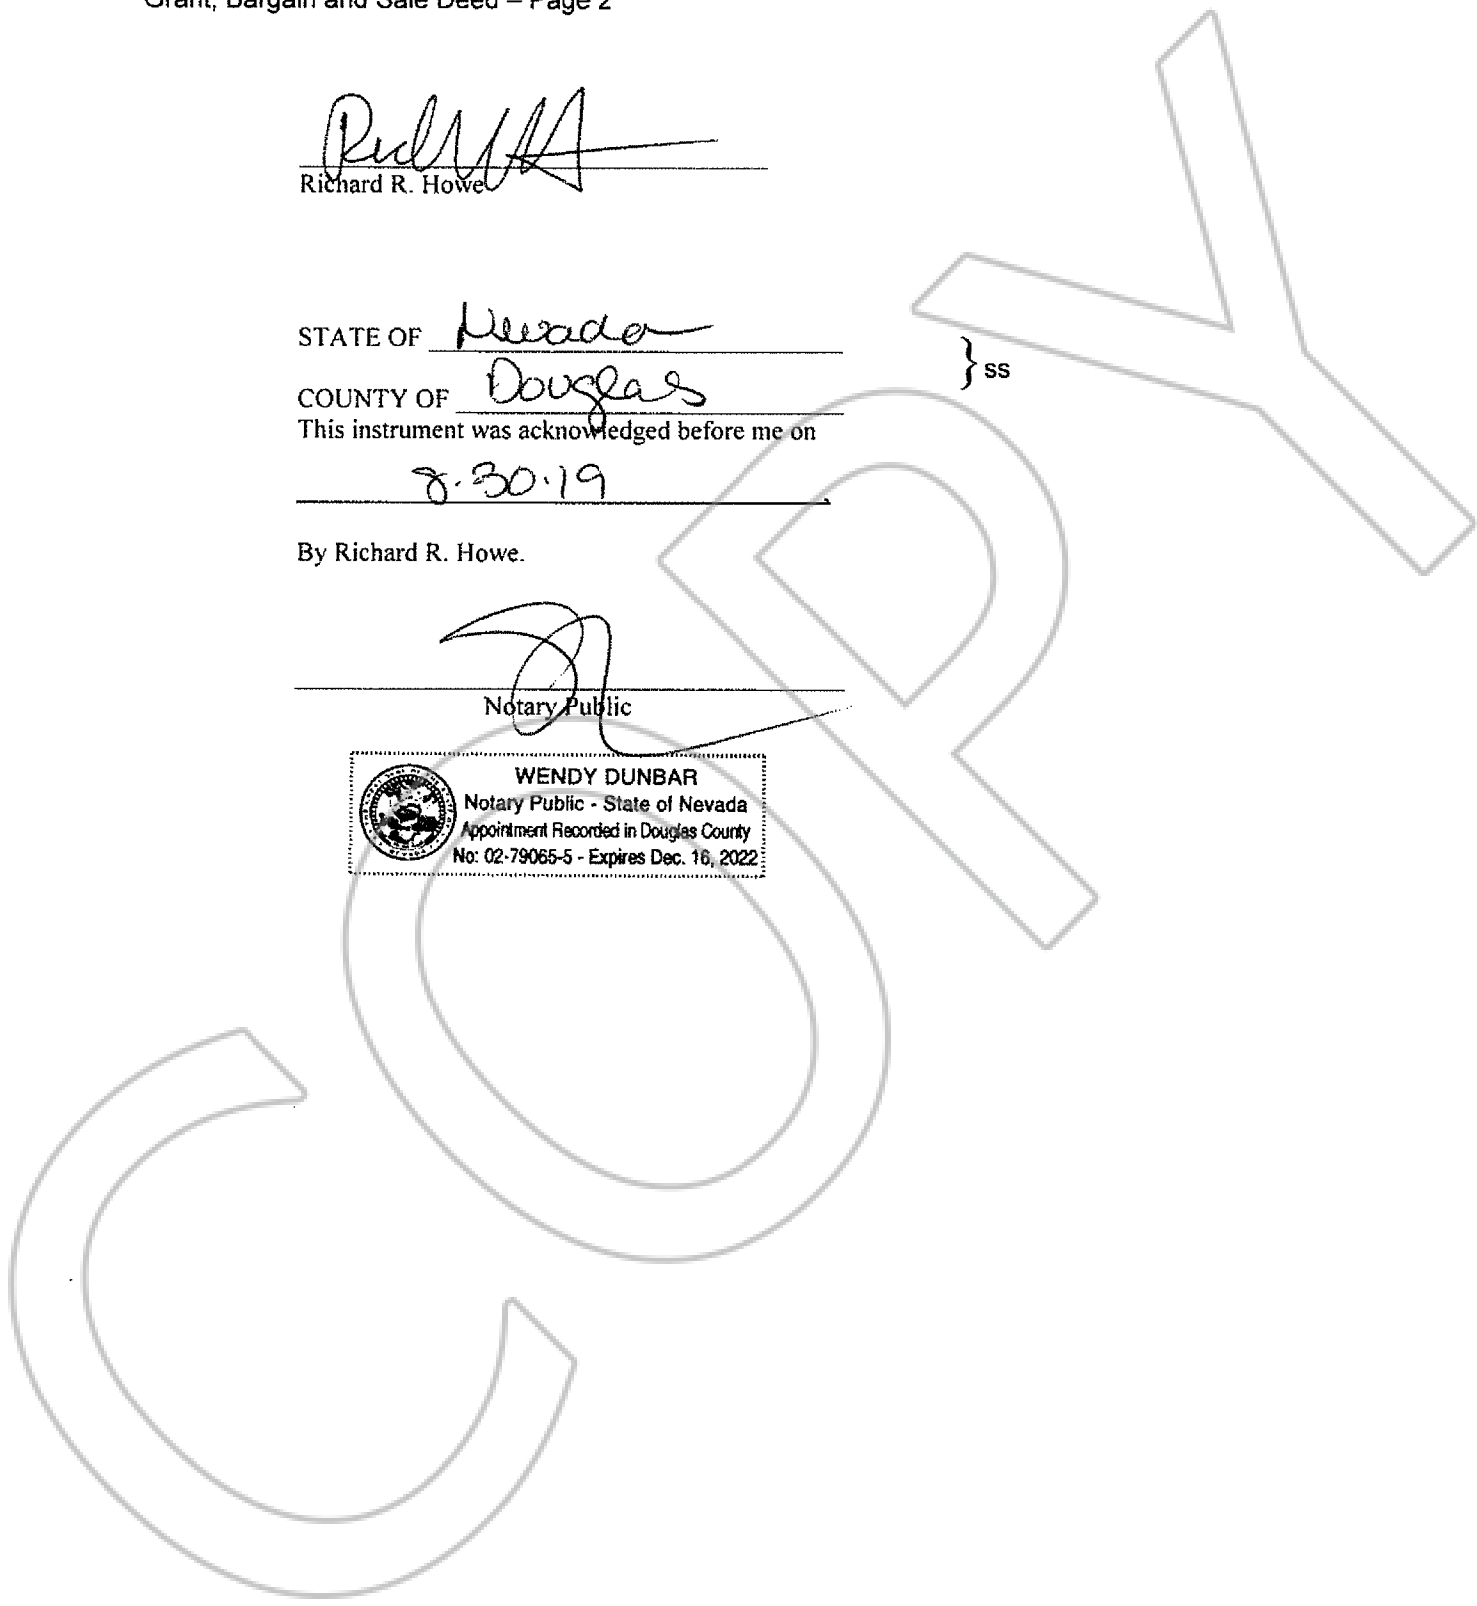 Grant, Bargain and Sale Deed – Page 2
Richard R. Howe
STATE OF Nevada
} ss
COUNTY OF Douglas
This instrument was acknowledged before me on
8.30.19
By Richard R. Howe.
Notary Public
WENDY DUNBAR
Notary Public - State of Nevada
Appointment Recorded in Douglas County
No: 02-79065-5 - Expires Dec. 16, 2022
COPY